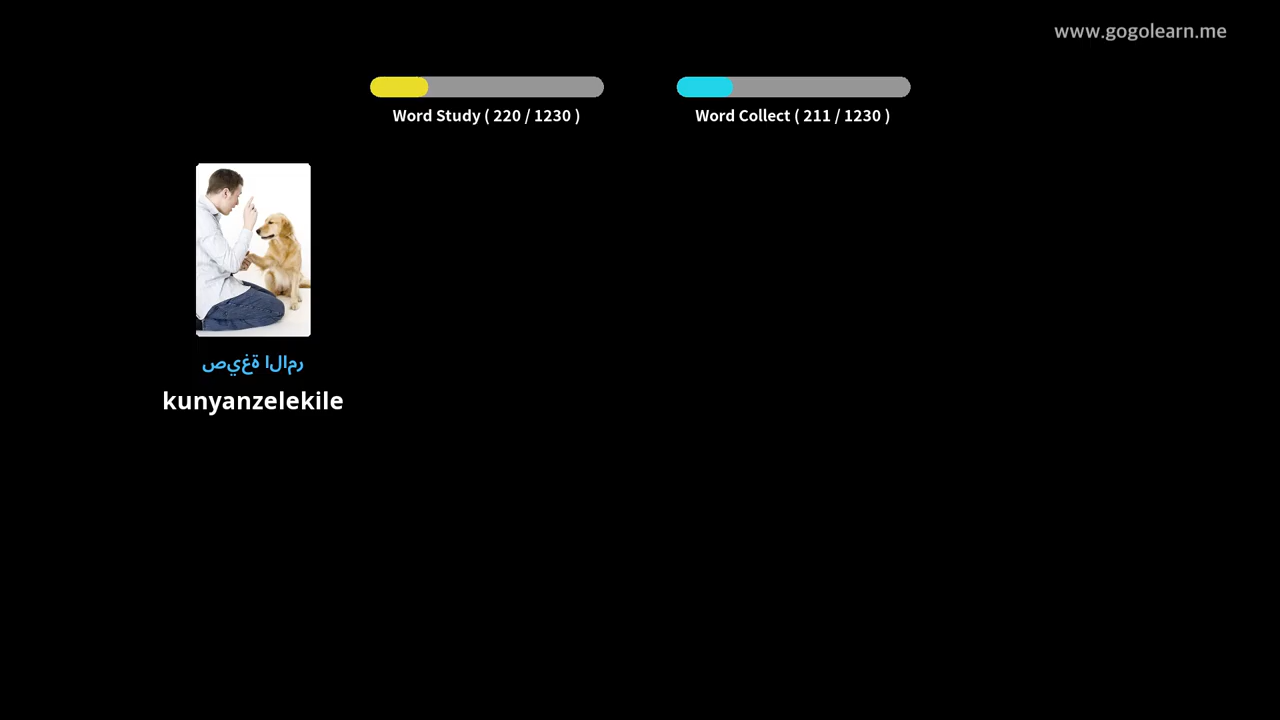 www.gogolearn.me
Word Study ( 220 / 1230 )
Word Collect ( 211 / 1230 )
صيغة الامر
kunyanzelekile